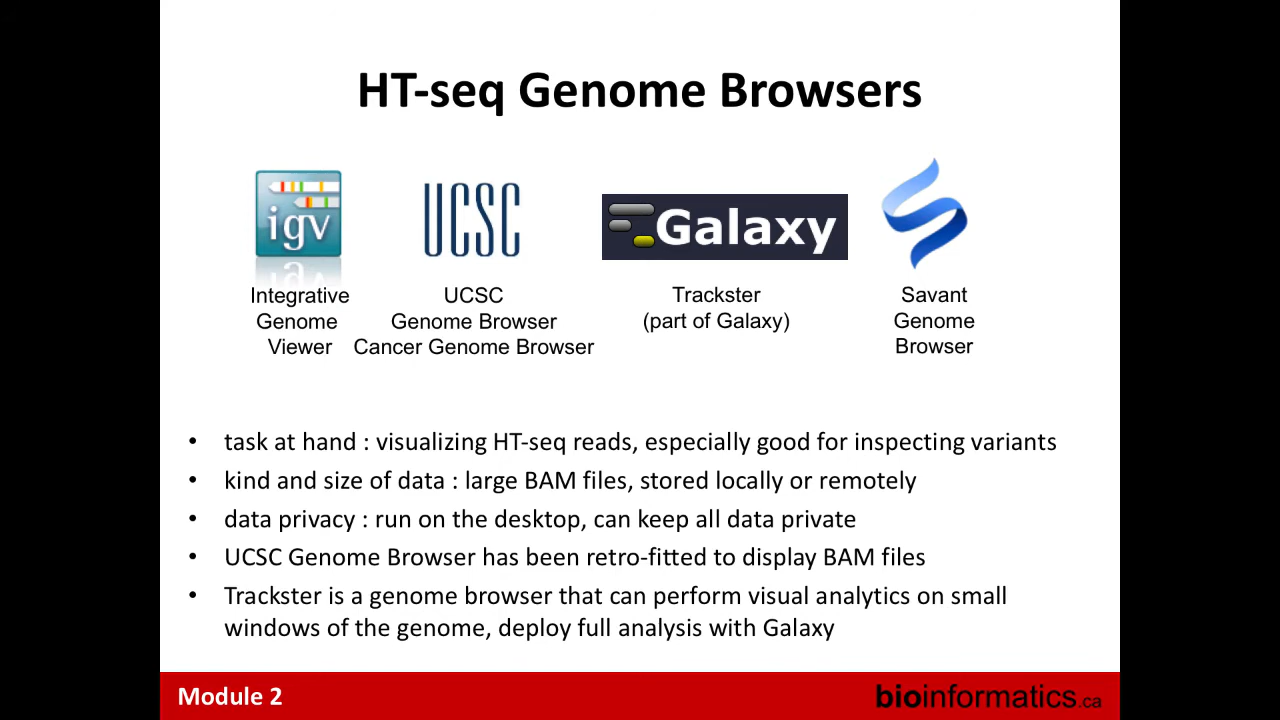 HT-seq Genome Browsers
igv
UCSC
Galaxy
Integrative
Genome
Viewer
UCSC
Genome Browser
Cancer Genome Browser
Trackster
(part of Galaxy)
Savant
Genome
Browser
• task at hand : visualizing HT-seq reads, especially good for inspecting variants
• kind and size of data : large BAM files, stored locally or remotely
• data privacy : run on the desktop, can keep all data private
• UCSC Genome Browser has been retro-fitted to display BAM files
• Trackster is a genome browser that can perform visual analytics on small
windows of the genome, deploy full analysis with Galaxy
Module 2
bioinformatics.ca